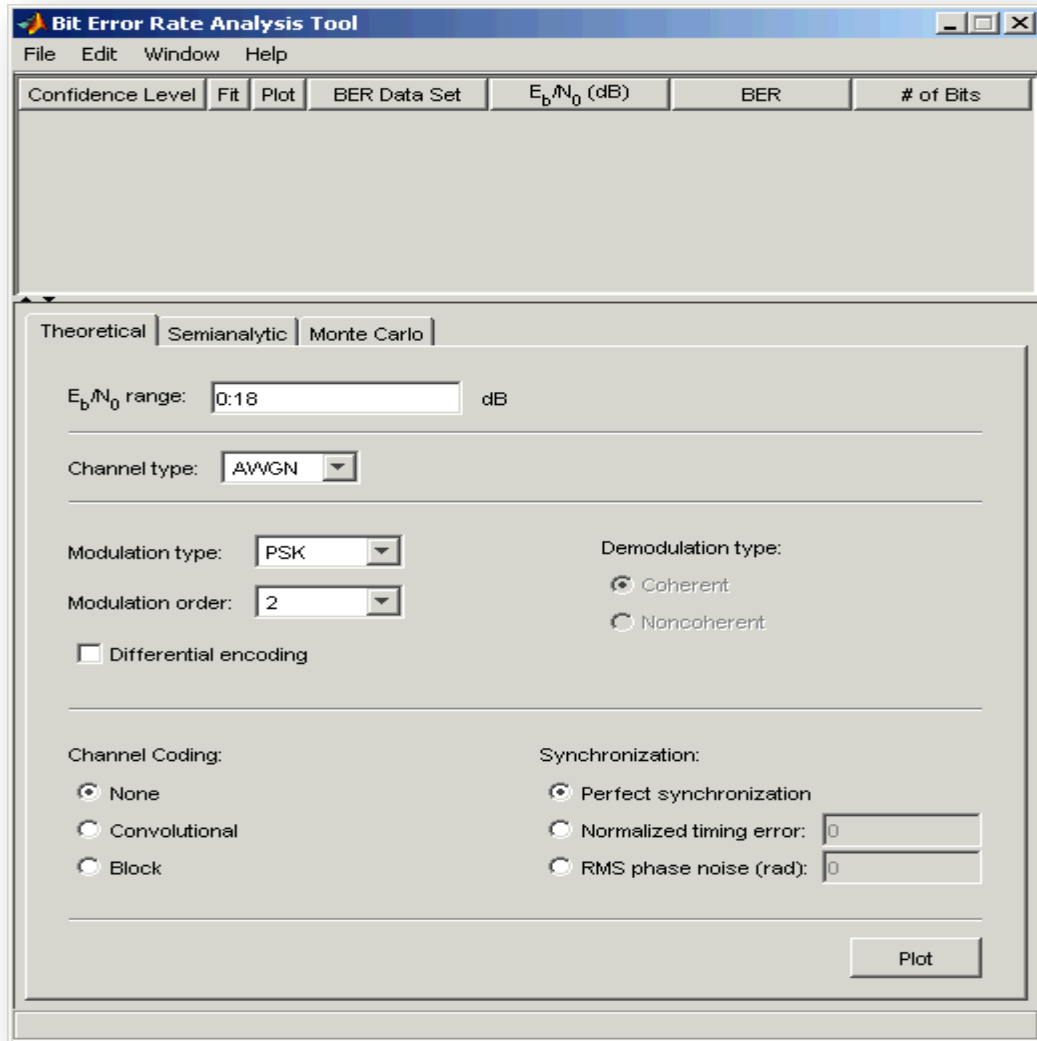 Bit Error Rate Analysis Tool
File Edit Window Help
Confidence Level Fit Plot BER Data Set Eb/N0 (dB) BER # of Bits
Theoretical Semianalytic Monte Carlo
Eb/N0 range: 0:18 dB
Channel type: AWGN
Modulation type: PSK Demodulation type:
Coherent
Modulation order: 2
Noncoherent
Differential encoding
Channel Coding: Synchronization:
None Perfect synchronization
Convolutional Normalized timing error: 0
Block RMS phase noise (rad): 0
Plot